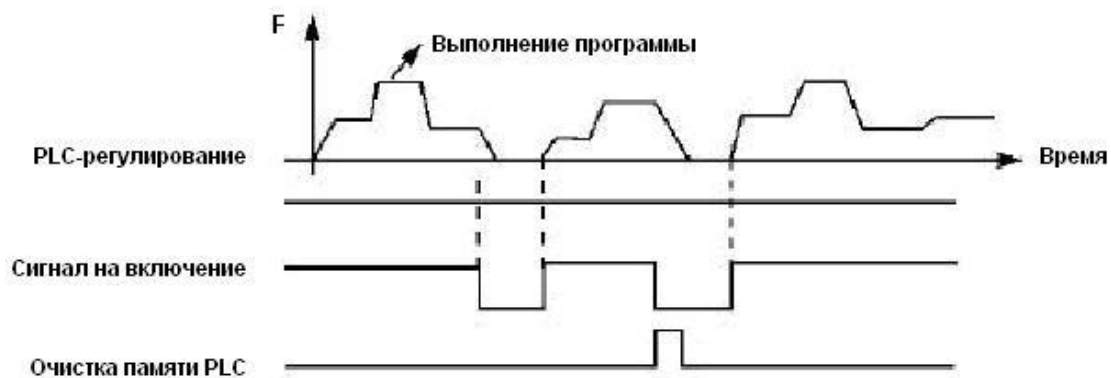 F
Выполнение программы
PLC-регулирование
Время
Сигнал на включение
Очистка памяти PLC